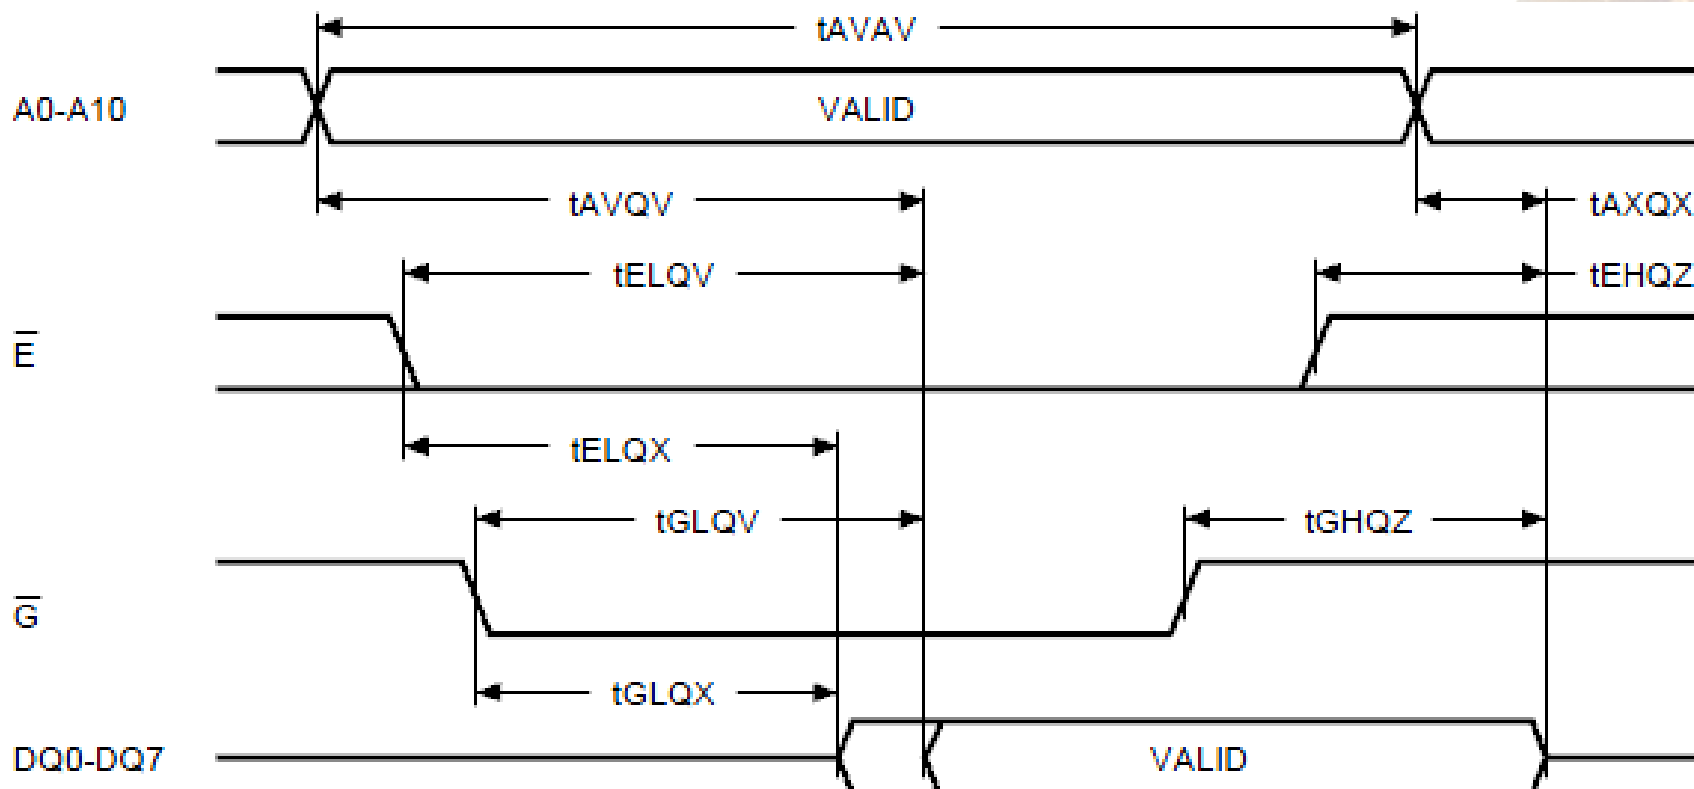 tAVAV
A0-A10 VALID
tAVQV tAXQX
tELQV tEHQZ
E̅
tELQX
tGLQV tGHQZ
G̅
tGLQX
DQ0-DQ7 VALID